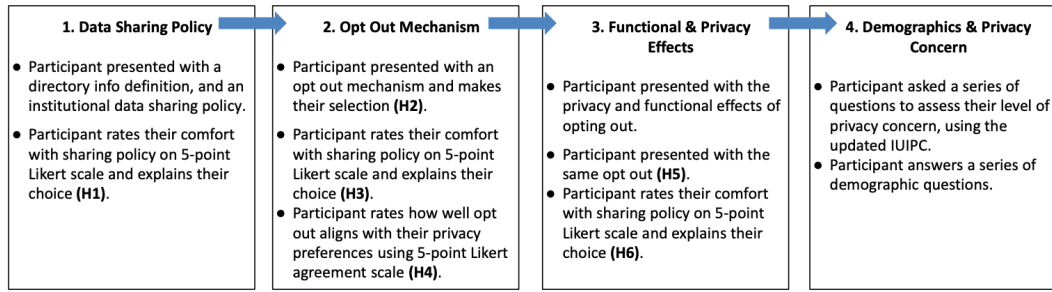 1. Data Sharing Policy
● Participant presented with a
directory info definition, and an
institutional data sharing policy.
● Participant rates their comfort
with sharing policy on 5-point
Likert scale and explains their
choice (H1).
2. Opt Out Mechanism
● Participant presented with an
opt out mechanism and makes
their selection (H2).
● Participant rates their comfort
with sharing policy on 5-point
Likert scale and explains their
choice (H3).
● Participant rates how well opt
out aligns with their privacy
preferences using 5-point Likert
agreement scale (H4).
3. Functional & Privacy
Effects
● Participant presented with the
privacy and functional effects of
opting out.
● Participant presented with the
same opt out (H5).
● Participant rates their comfort
with sharing policy on 5-point
Likert scale and explains their
choice (H6).
4. Demographics & Privacy
Concern
● Participant asked a series of
questions to assess their level of
privacy concern, using the
updated IUIPC.
● Participant answers a series of
demographic questions.